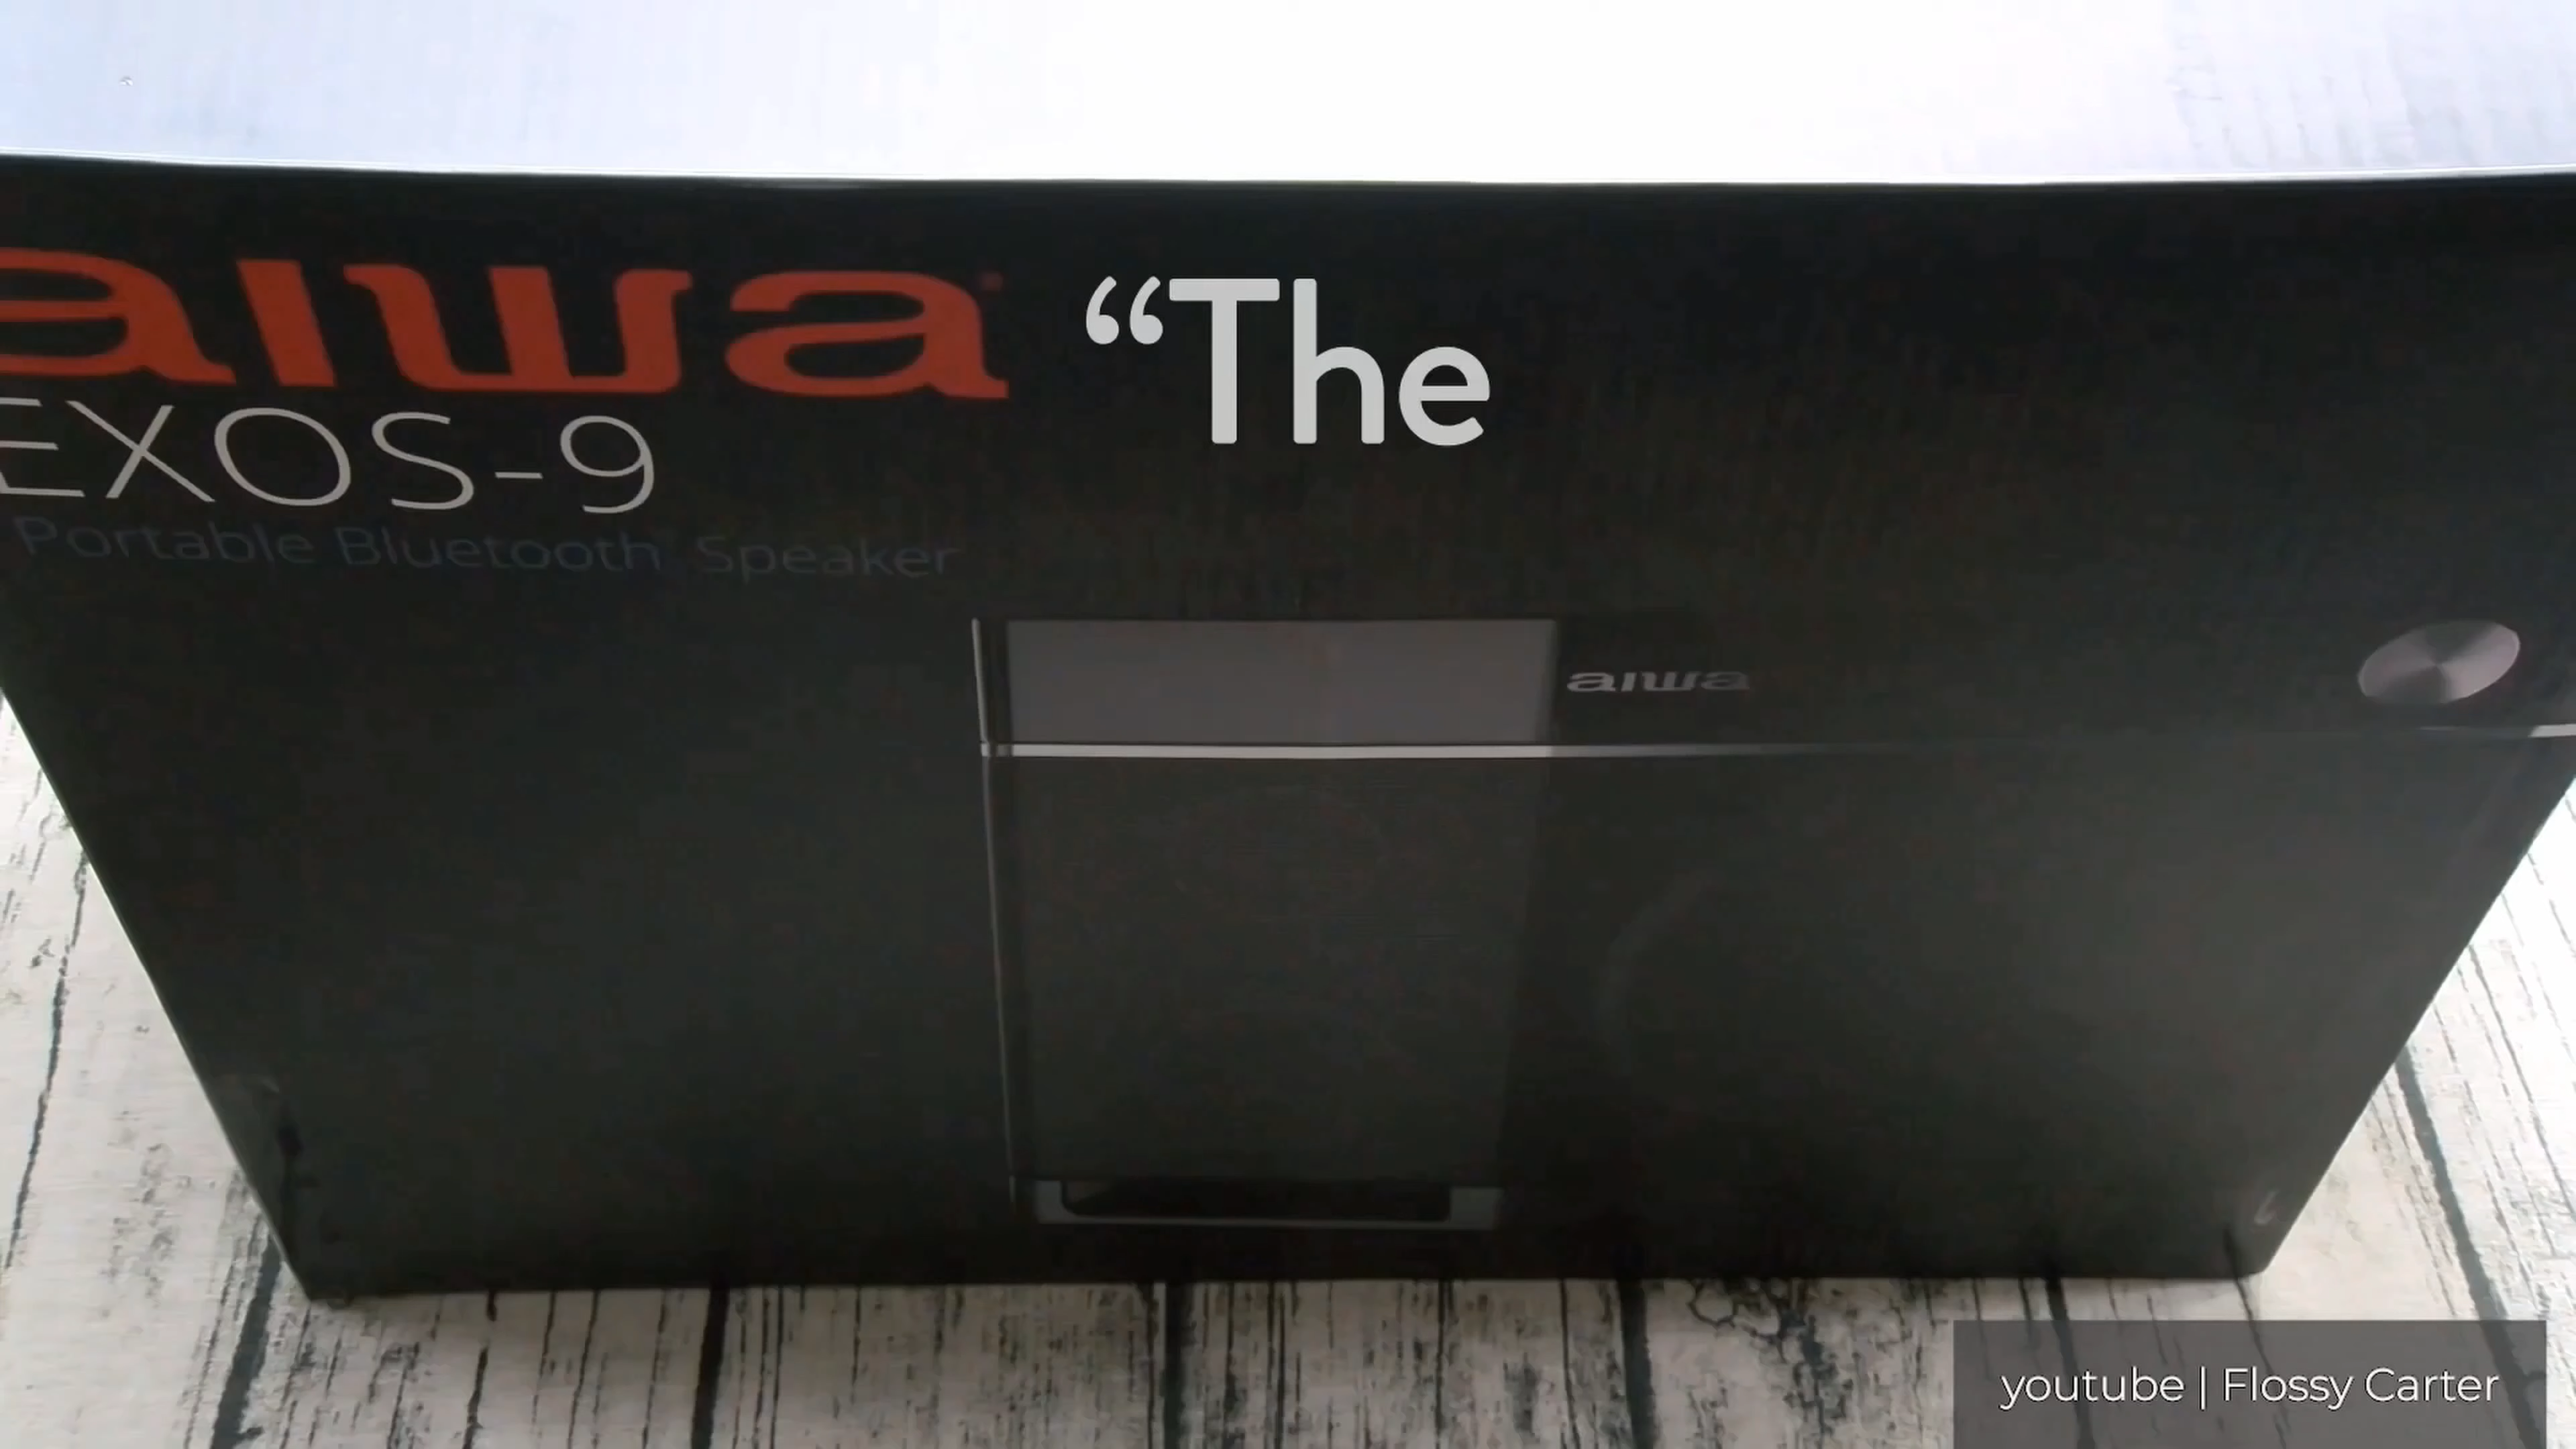 aiwa
"The
EXOS-9
Portable Bluetooth Speaker
aiwa
youtube | Flossy Carter